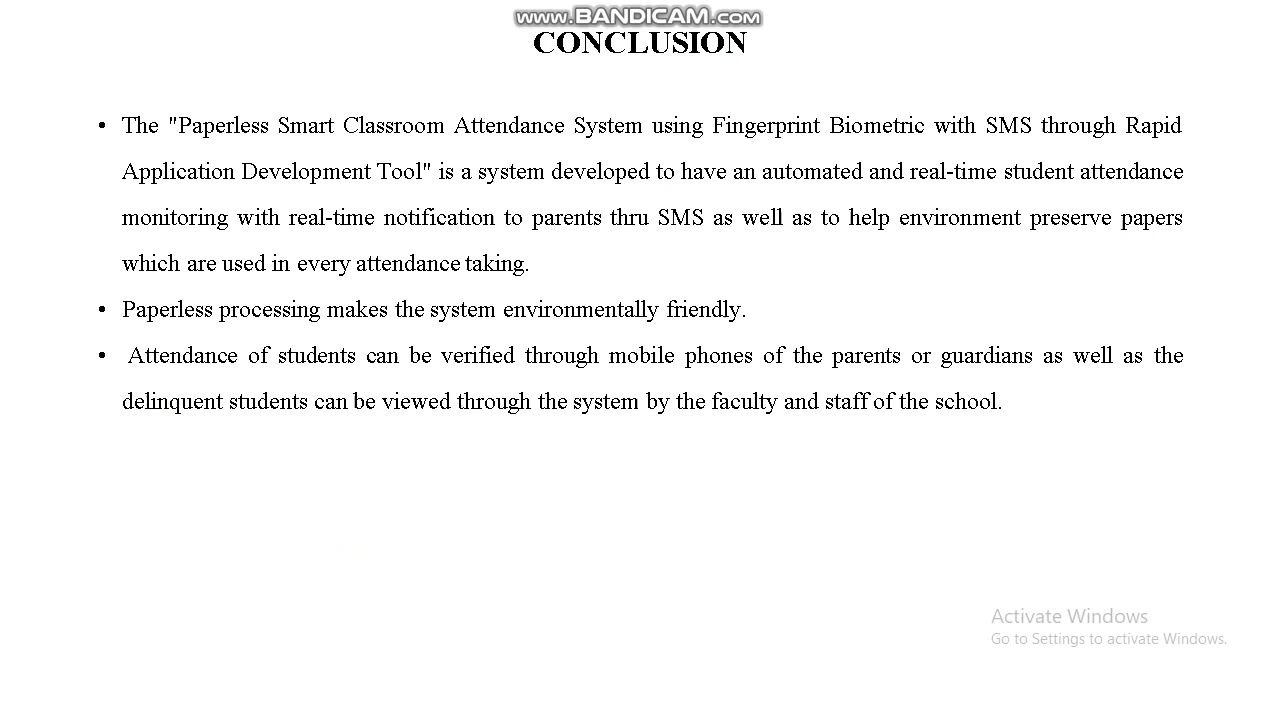 www.BANDICAM.com
CONCLUSION
• The "Paperless Smart Classroom Attendance System using Fingerprint Biometric with SMS through Rapid
Application Development Tool" is a system developed to have an automated and real-time student attendance
monitoring with real-time notification to parents thru SMS as well as to help environment preserve papers
which are used in every attendance taking.
• Paperless processing makes the system environmentally friendly.
• Attendance of students can be verified through mobile phones of the parents or guardians as well as the
delinquent students can be viewed through the system by the faculty and staff of the school.
Activate Windows
Go to Settings to activate Windows.